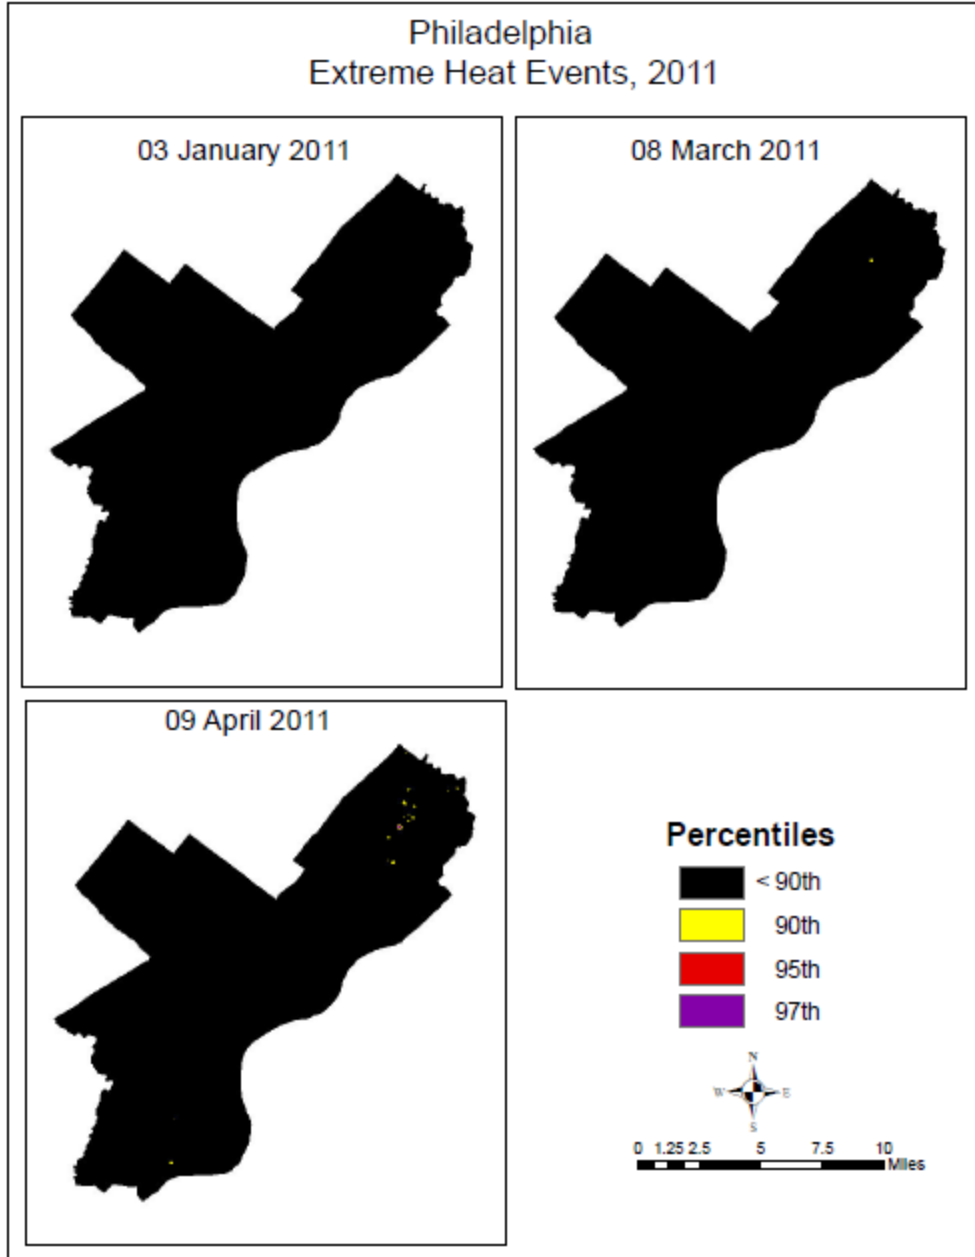 Philadelphia
Extreme Heat Events, 2011
03 January 2011
08 March 2011
09 April 2011
Percentiles
< 90th
90th
95th
97th
N
W E
S
0 1.25 2.5 5 7.5 10
Miles